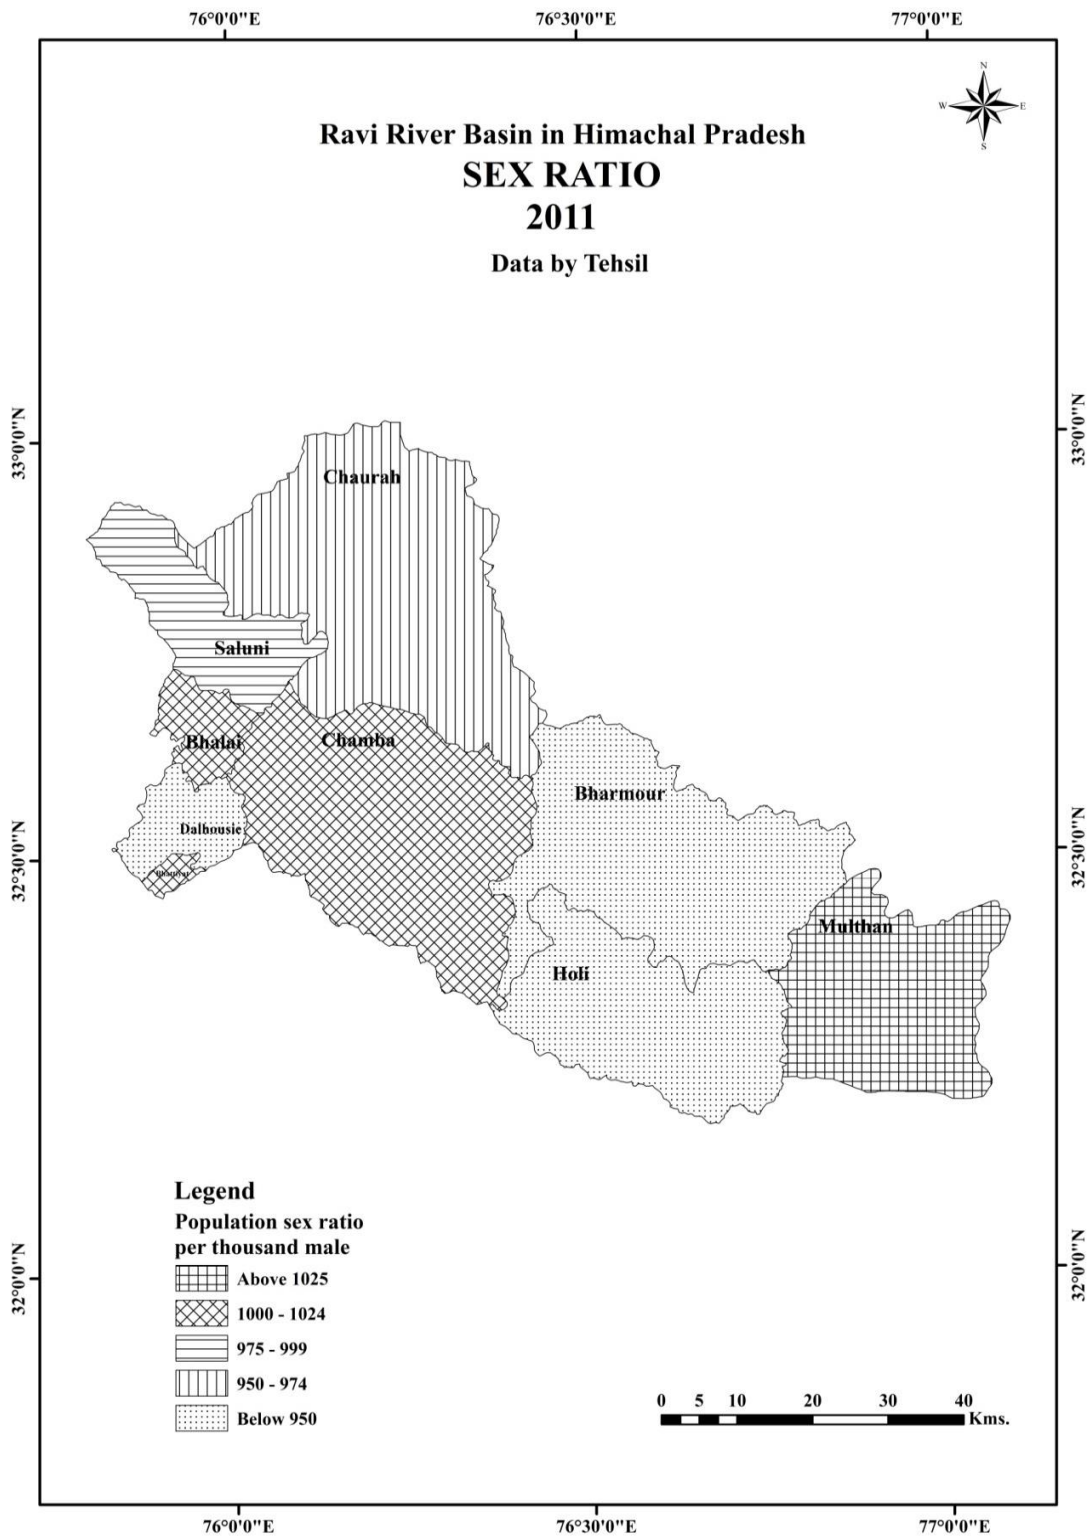 76°0'0"E 76°30'0"E 77°0'0"E
N
W E
S
Ravi River Basin in Himachal Pradesh
SEX RATIO
2011
Data by Tehsil
33°0'0"N 33°0'0"N
Chaurah
Saluni
Bhalai Chamba
Bharmour
Dalhousie
32°30'0"N 32°30'0"N
Bhattiyat
Multhan
Holi
Legend
Population sex ratio
per thousand male
Above 1025
1000 - 1024
975 - 999
950 - 974
Below 950
32°0'0"N 32°0'0"N
0 5 10 20 30 40
Kms.
76°0'0"E 76°30'0"E 77°0'0"E